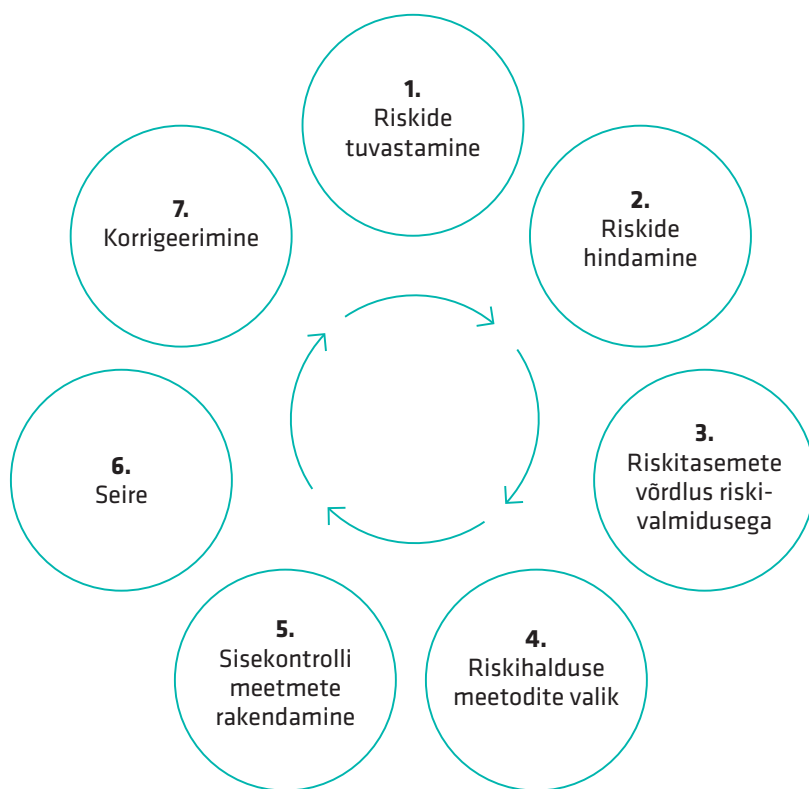 1.
Riskide
tuvastamine
2.
Riskide
hindamine
3.
Riskitasemete
võrdlus riski-
valmidusega
4.
Riskihalduse
meetodite valik
5.
Sisekontrolli
meetmete
rakendamine
6.
Seire
7.
Korrigeerimine